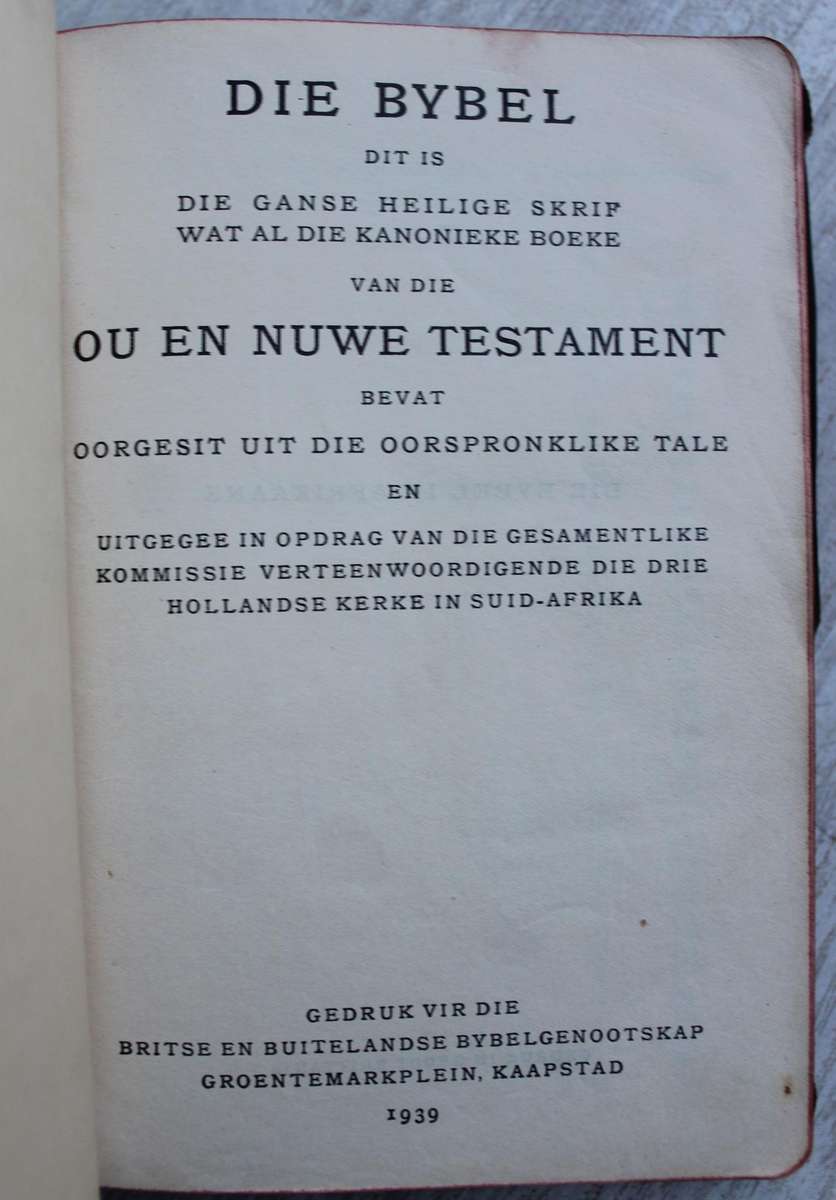 DIE BYBEL
DIT IS
DIE GANSE HEILIGE SKRIF
WAT AL DIE KANONIEKE BOEKE
VAN DIE
OU EN NUWE TESTAMENT
BEVAT
OORGESIT UIT DIE OORSPRONKLIKE TALE
EN
UITGEGEE IN OPDRAG VAN DIE GESAMENTLIKE
KOMMISSIE VERTEENWOORDIGENDE DIE DRIE
HOLLANDSE KERKE IN SUID-AFRIKA
GEDRUK VIR DIE
BRITSE EN BUITELANDSE BYBELGENOOTSKAP
GROENTEMARKPLEIN, KAAPSTAD
1939